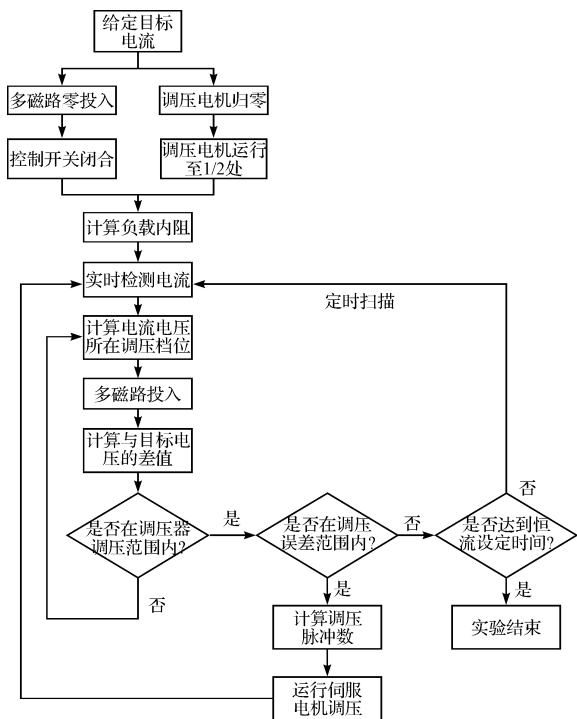 给定目标
电流
多磁路零投入
调压电机归零
控制开关闭合
调压电机运行
至1/2处
计算负载内阻
实时检测电流
定时扫描
计算电流电压
所在调压档位
多磁路投入
计算与目标电
压的差值
是否在调压器
调压范围内?
是
否
是否在调压
误差范围内?
否
是
是否达到恒
流设定时间?
否
是
计算调压
脉冲数
实验结束
运行伺服
电机调压